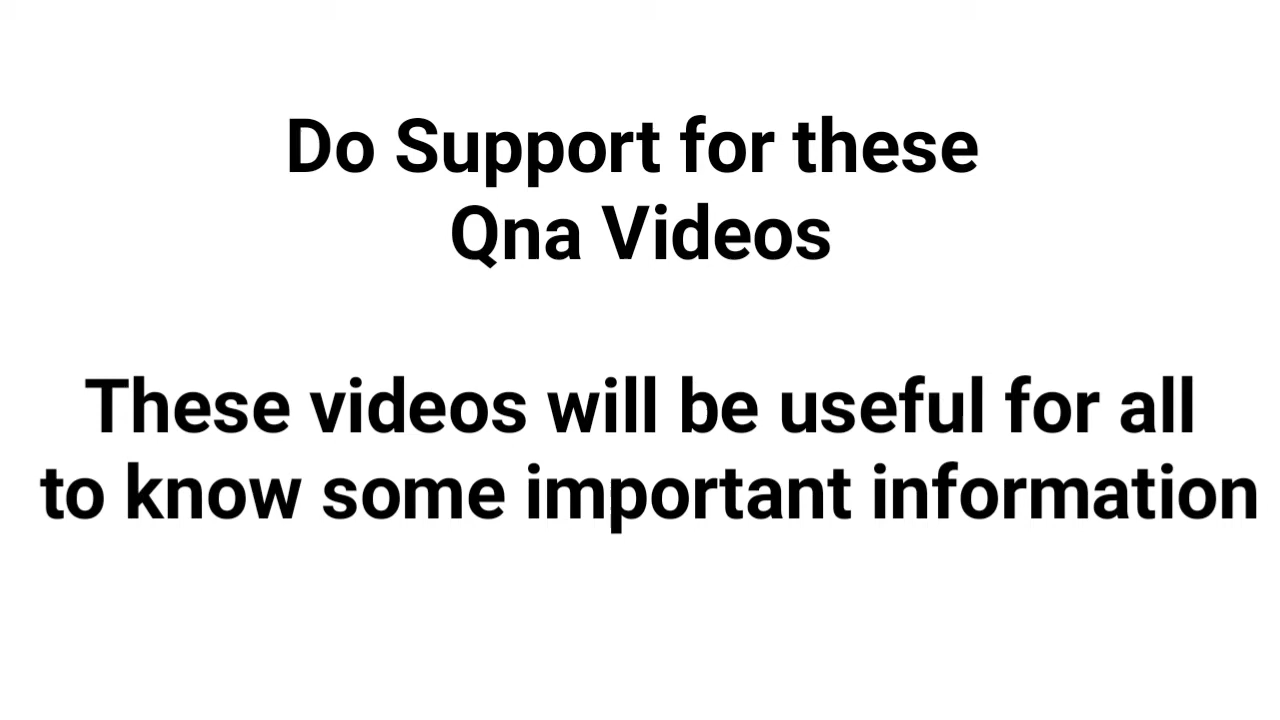 Do Support for these
Qna Videos
These videos will be useful for all
to know some important information